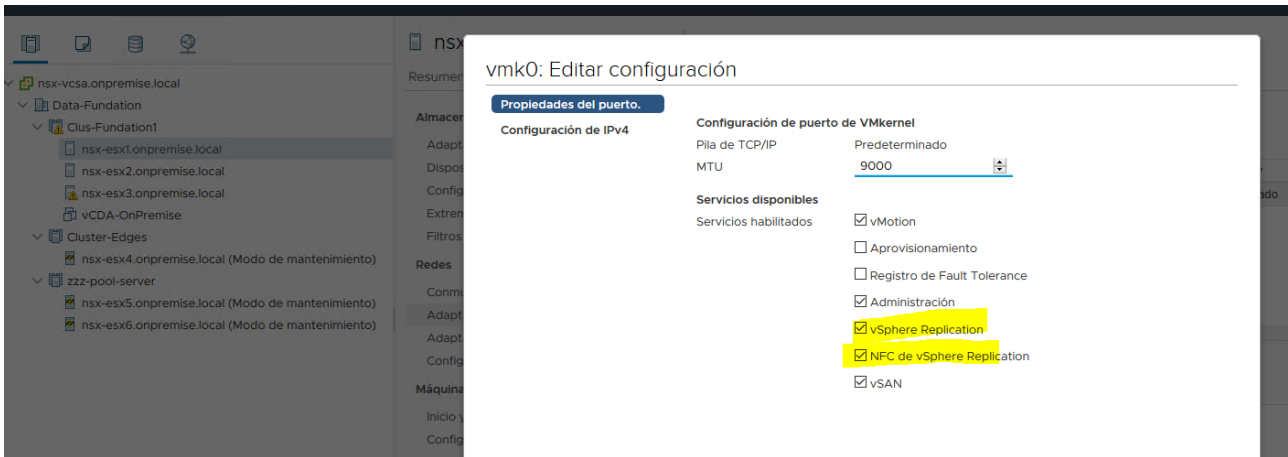 nsx-vcsa.onpremise.local
Data-Fundation
Clus-Fundation1
nsx-esx1.onpremise.local
nsx-esx2.onpremise.local
nsx-esx3.onpremise.local
vCDA-OnPremise
Cluster-Edges
nsx-esx4.onpremise.local (Modo de mantenimiento)
zzz-pool-server
nsx-esx5.onpremise.local (Modo de mantenimiento)
nsx-esx6.onpremise.local (Modo de mantenimiento)
nsx
Resumen
Almacen
Adapt
Dispos
Config
Extrem
Filtros
Redes
Conmu
Adapt
Adapt
Config
Máquina
Inicio y
Config
vmk0: Editar configuración
Propiedades del puerto.
Configuración de IPv4
Configuración de puerto de VMkernel
Pila de TCP/IP Predeterminado
MTU 9000
Servicios disponibles
Servicios habilitados vMotion
Aprovisionamiento
Registro de Fault Tolerance
Administración
vSphere Replication
NFC de vSphere Replication
vSAN
ado